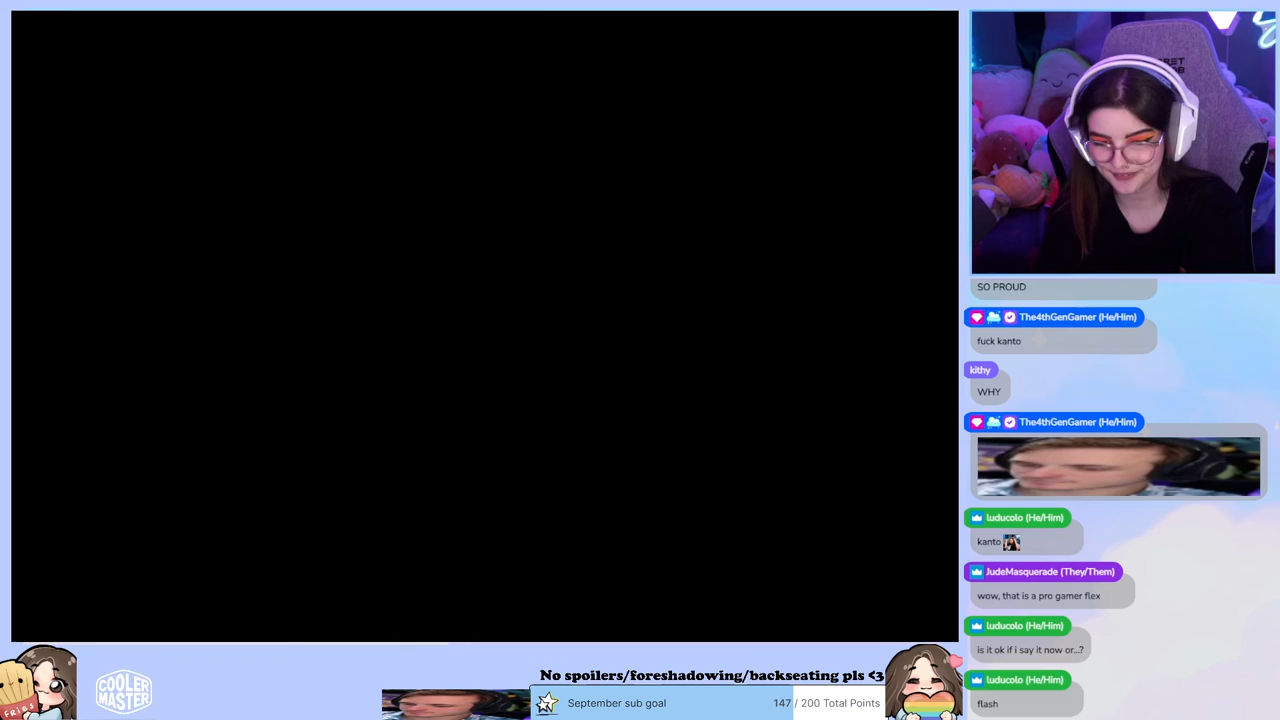 SO PROUD
The4thGenGamer (He/Him)
fuck kanto
kithy
WHY
The4thGenGamer (He/Him)
luducolo (He/Him)
kanto
JudeMasquerade (They/Them)
wow, that is a pro gamer flex
luducolo (He/Him)
is it ok if i say it now or...?
luducolo (He/Him)
flash
FRIES
COOLER
MASTER
No spoilers/foreshadowing/backseating pls <3
September sub goal
147 / 200 Total Points